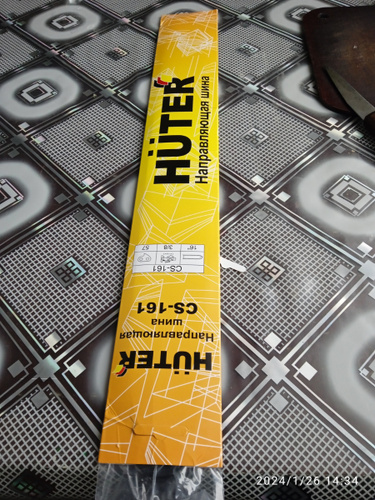 HÜTER
Направляющая шина
CS-161
16" 3/8 57
CS-161
Направляющая
шина
HÜTER
2024/1/26 14:34